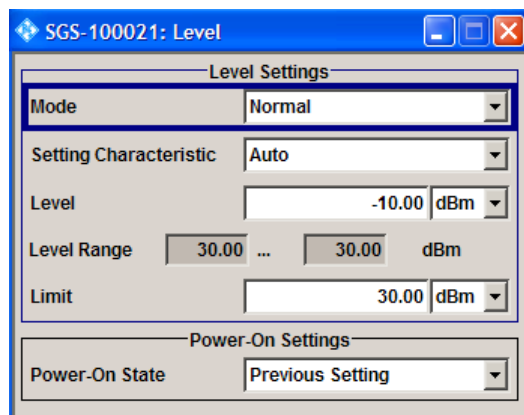 SGS-100021: Level
Level Settings
Mode Normal
Setting Characteristic Auto
Level -10.00 dBm
Level Range 30.00 ... 30.00 dBm
Limit 30.00 dBm
Power-On Settings
Power-On State Previous Setting